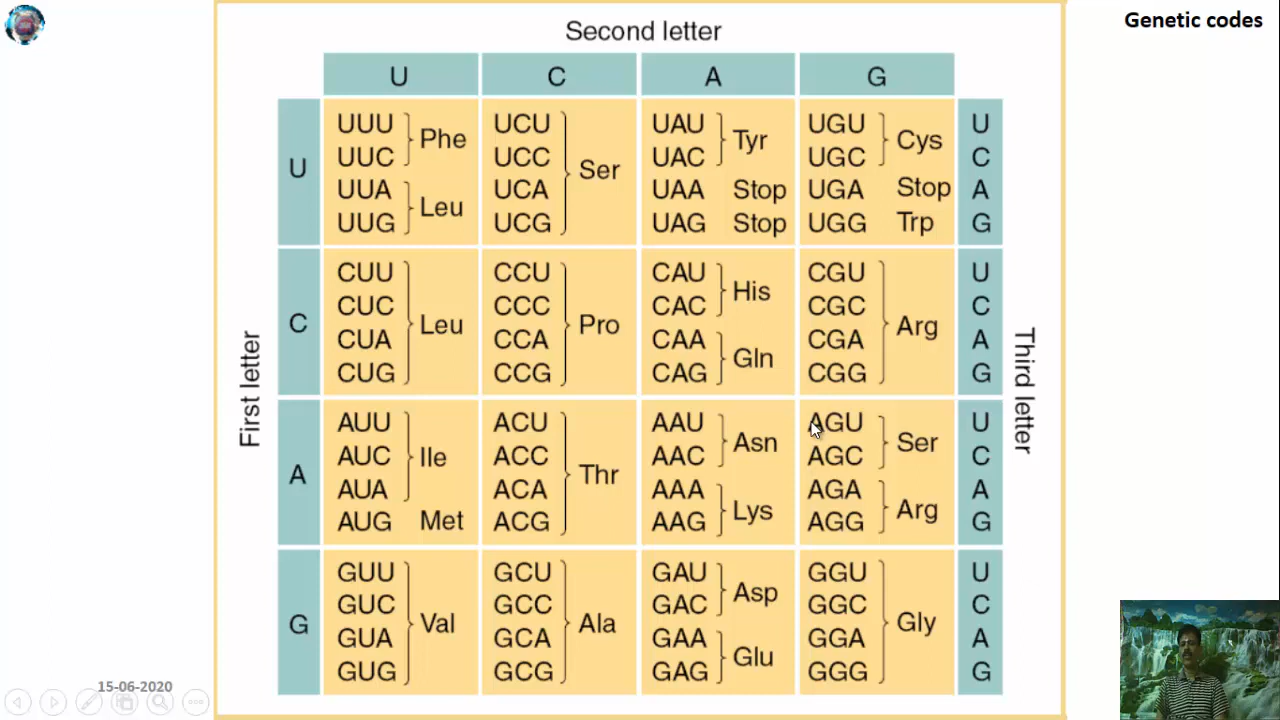 Genetic codes
Second letter
U C A G
First letter
Third letter
U
UUU
UUC
Phe
UUA
UUG
Leu
UCU
UCC
UCA
UCG
Ser
UAU
UAC
Tyr
UAA Stop
UAG Stop
UGU
UGC
Cys
UGA Stop
UGG Trp
U
C
A
G
C
CUU
CUC
CUA
CUG
Leu
CCU
CCC
CCA
CCG
Pro
CAU
CAC
His
CAA
CAG
Gln
CGU
CGC
CGA
CGG
Arg
U
C
A
G
A
AUU
AUC
AUA
Ile
AUG Met
ACU
ACC
ACA
ACG
Thr
AAU
AAC
Asn
AAA
AAG
Lys
AGU
AGC
Ser
AGA
AGG
Arg
U
C
A
G
G
GUU
GUC
GUA
GUG
Val
GCU
GCC
GCA
GCG
Ala
GAU
GAC
Asp
GAA
GAG
Glu
GGU
GGC
GGA
GGG
Gly
U
C
A
G
15-06-2020